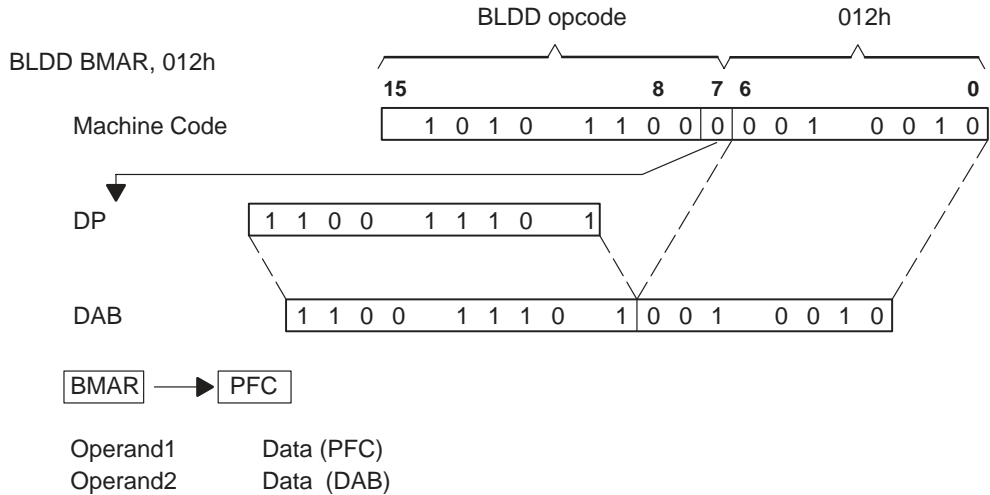 BLDD opcode 012h
BLDD BMAR, 012h
15 8 7 6 0
Machine Code 1 0 1 0 1 1 0 0 0 0 0 1 0 0 1 0
DP 1 1 0 0 1 1 1 0 1
DAB 1 1 0 0 1 1 1 0 1 0 0 1 0 0 1 0
BMAR PFC
Operand1 Data (PFC)
Operand2 Data (DAB)